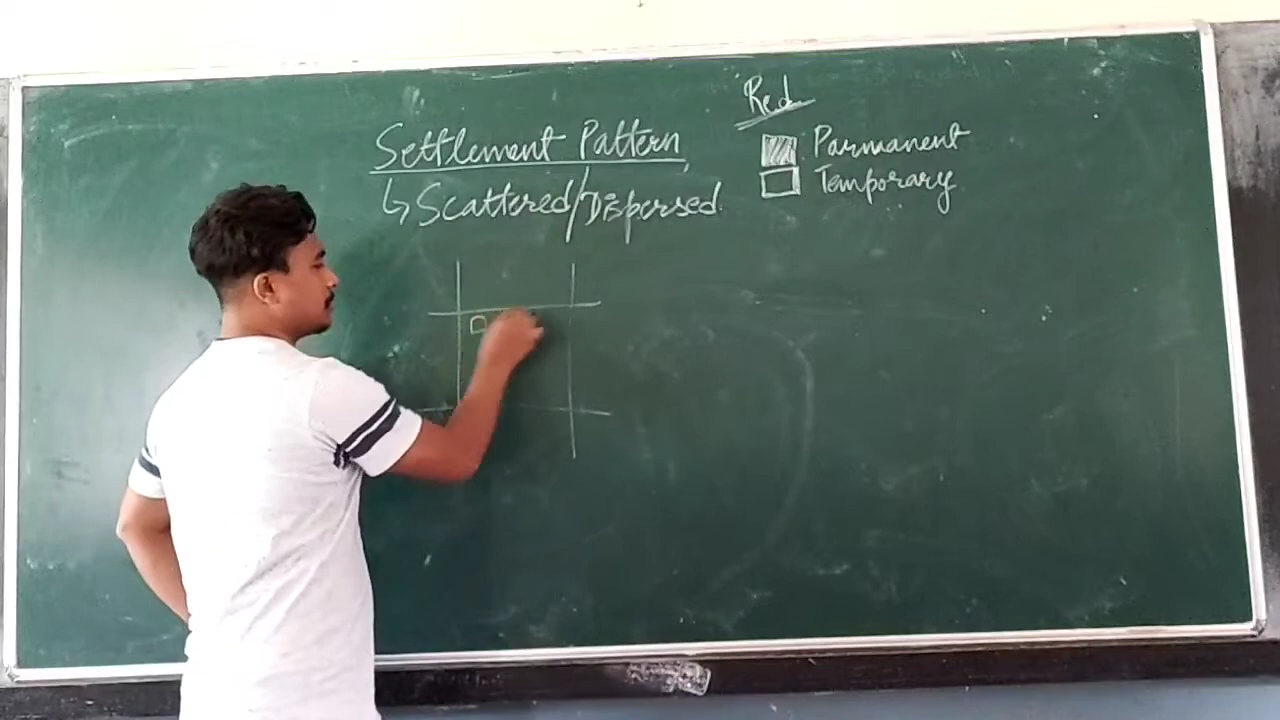 Settlement Pattern
↳ Scattered/Dispersed
Red
Parmanent
Temporary